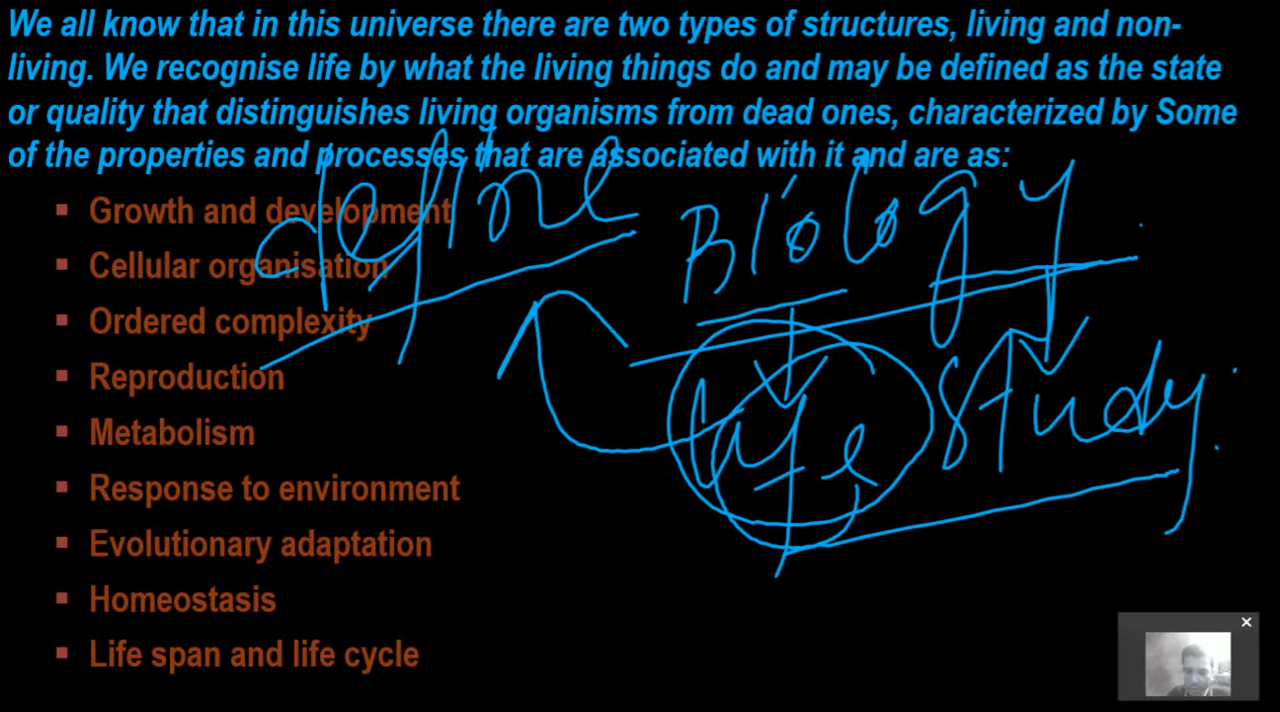 We all know that in this universe there are two types of structures, living and non-
living. We recognise life by what the living things do and may be defined as the state
or quality that distinguishes living organisms from dead ones, characterized by Some
of the properties and processes that are associated with it and are as:
▪ Growth and development
▪ Cellular organisation
▪ Ordered complexity
▪ Reproduction
▪ Metabolism
▪ Response to environment
▪ Evolutionary adaptation
▪ Homeostasis
▪ Life span and life cycle
define
Biology
Life
Study